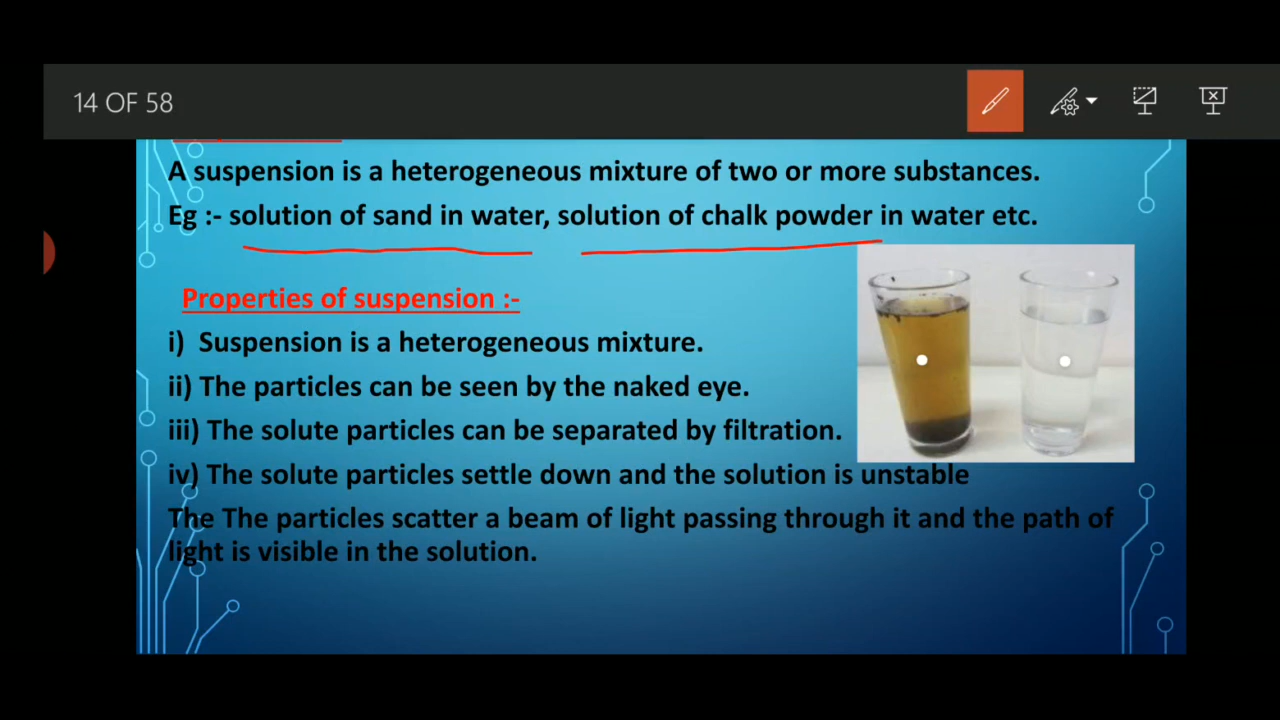 14 OF 58
A suspension is a heterogeneous mixture of two or more substances.
Eg :- solution of sand in water, solution of chalk powder in water etc.
Properties of suspension :-
i) Suspension is a heterogeneous mixture.
ii) The particles can be seen by the naked eye.
iii) The solute particles can be separated by filtration.
iv) The solute particles settle down and the solution is unstable
The The particles scatter a beam of light passing through it and the path of
light is visible in the solution.